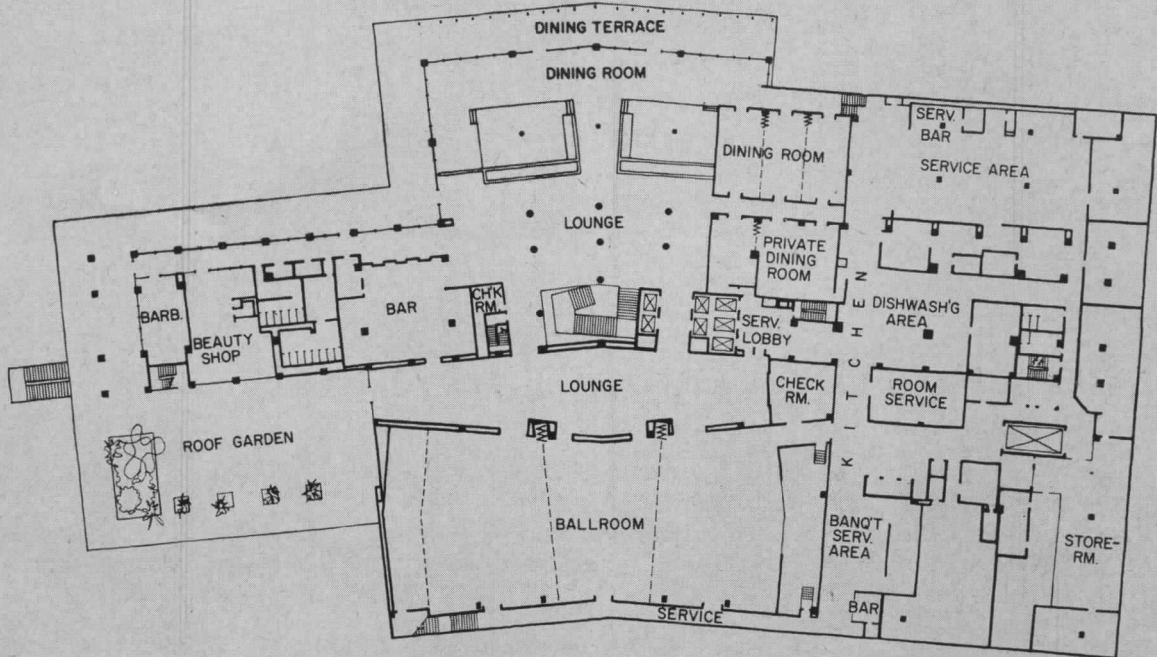 DINING TERRACE
DINING ROOM
SERV.
BAR
DINING ROOM
SERVICE AREA
LOUNGE
PRIVATE
DINING
ROOM
BARB.
BEAUTY
SHOP
BAR
CH'K
RM.
SERV.
LOBBY
DISHWASH'G
AREA
KITCHEN
LOUNGE
CHECK
RM.
ROOM
SERVICE
ROOF GARDEN
BALLROOM
BANQ'T
SERV.
AREA
STORE-
RM.
BAR
SERVICE